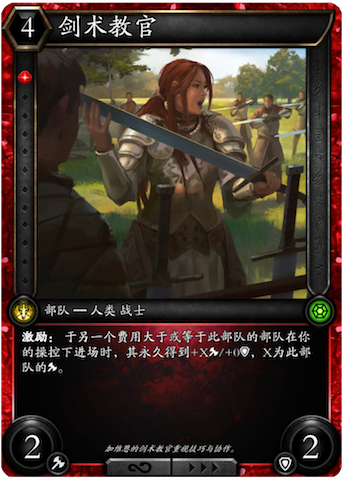 4 剑术教官
部队 — 人类 战士
激励：于另一个费用大于或等于此部队的部队在你
的操控下进场时，其永久得到+X/+0，X为此部
队的。
加维恩的剑术教官重视技巧与协作。
2 2